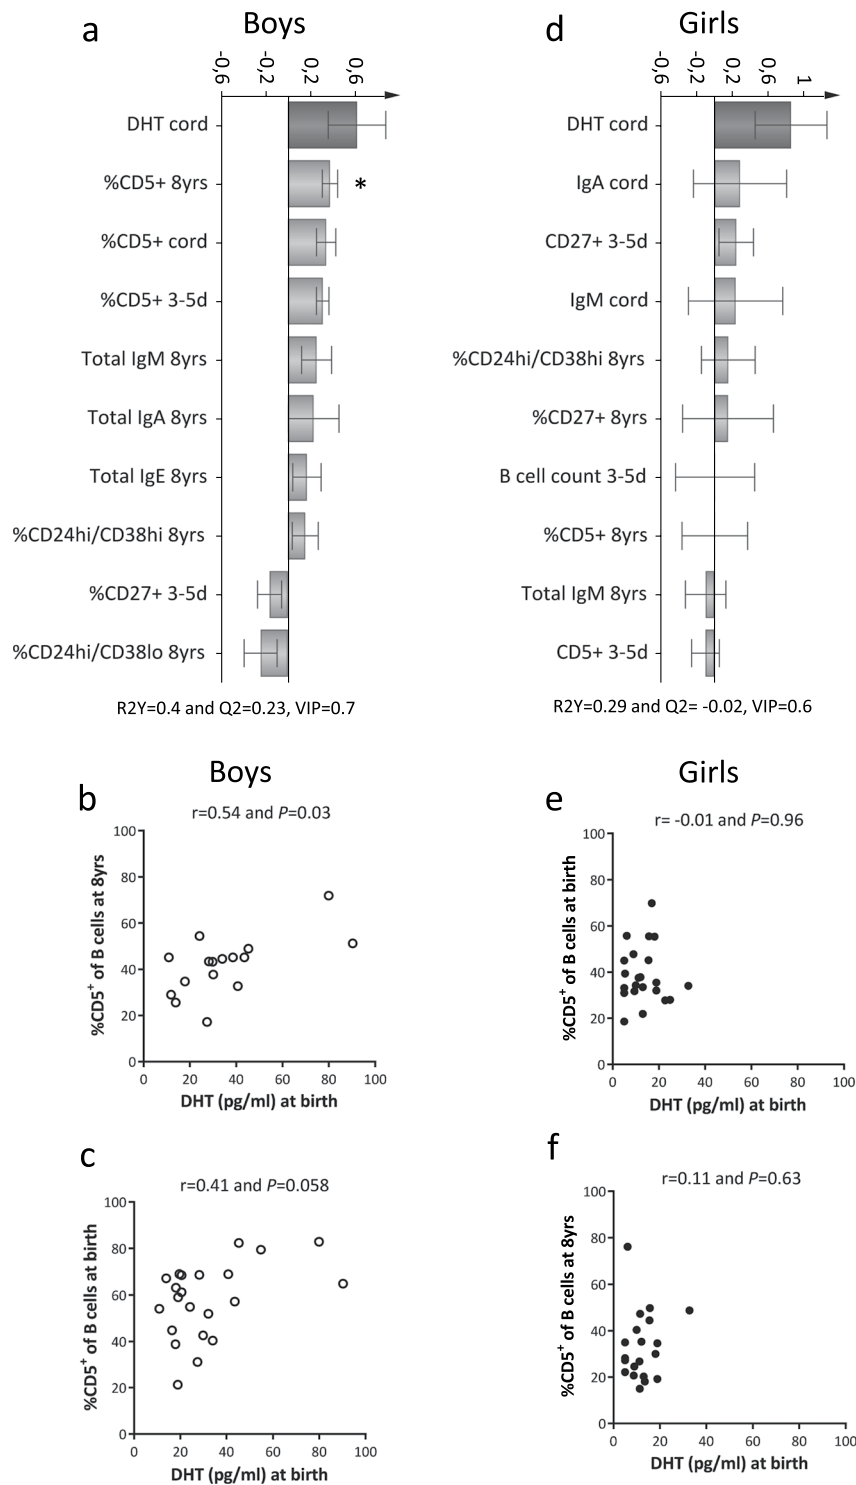 a
Boys
-0,6
-0,2
0,2
0,6
DHT cord
%CD5+ 8yrs
*
%CD5+ cord
%CD5+ 3-5d
Total IgM 8yrs
Total IgA 8yrs
Total IgE 8yrs
%CD24hi/CD38hi 8yrs
%CD27+ 3-5d
%CD24hi/CD38lo 8yrs
R2Y=0.4 and Q2=0.23, VIP=0.7
d
Girls
-0,6
-0,2
0,2
0,6
1
DHT cord
IgA cord
CD27+ 3-5d
IgM cord
%CD24hi/CD38hi 8yrs
%CD27+ 8yrs
B cell count 3-5d
%CD5+ 8yrs
Total IgM 8yrs
CD5+ 3-5d
R2Y=0.29 and Q2= -0.02, VIP=0.6
b
Boys
r=0.54 and P=0.03
%CD5⁺ of B cells at 8yrs
100
80
60
40
20
0
0 20 40 60 80 100
DHT (pg/ml) at birth
e
Girls
r= -0.01 and P=0.96
%CD5⁺ of B cells at birth
100
80
60
40
20
0
0 20 40 60 80 100
DHT (pg/ml) at birth
c
r=0.41 and P=0.058
%CD5⁺ of B cells at birth
100
80
60
40
20
0
0 20 40 60 80 100
DHT (pg/ml) at birth
f
r=0.11 and P=0.63
%CD5⁺ of B cells at 8yrs
100
80
60
40
20
0
0 20 40 60 80 100
DHT (pg/ml) at birth